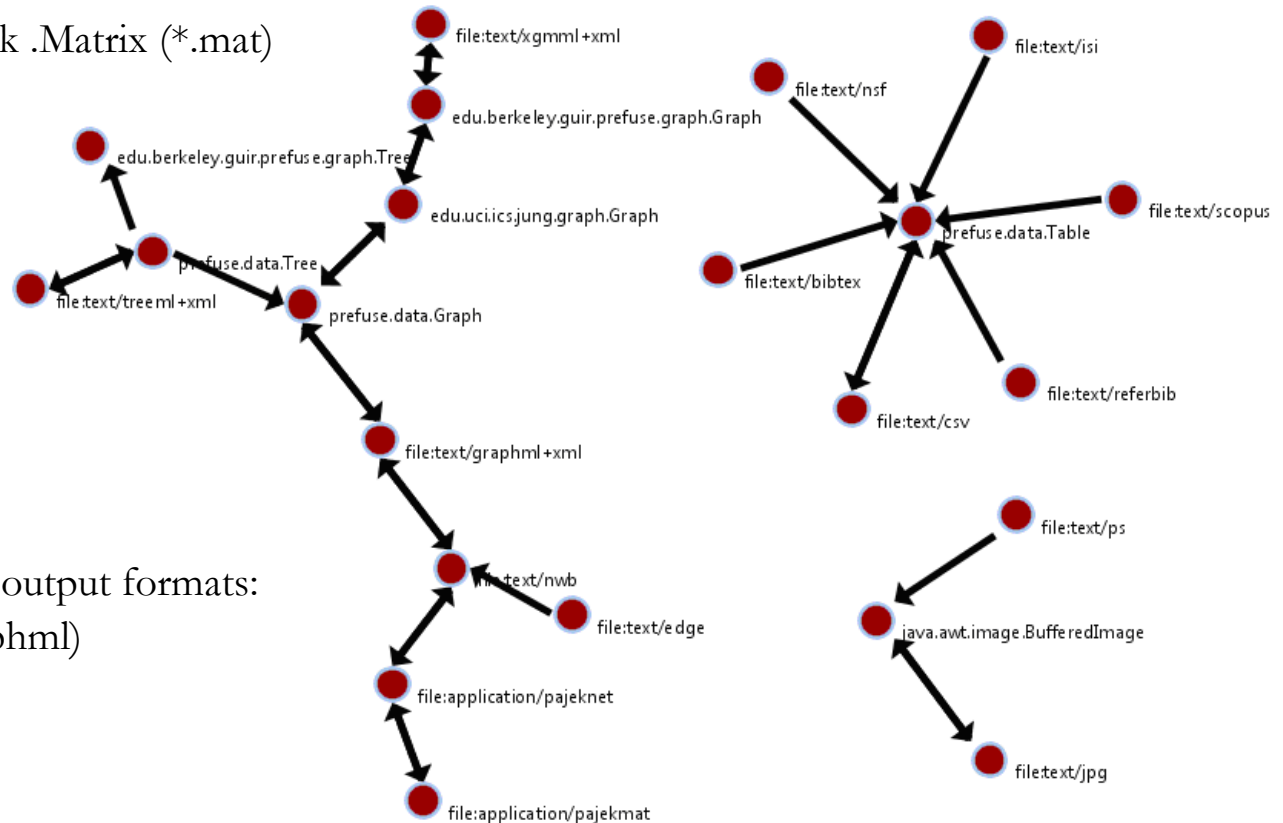 k .Matrix (*.mat)
file:text/xgmml+xml
file:text/isi
file:text/nsf
edu.berkeley.guir.prefuse.graph.Graph
edu.berkeley.guir.prefuse.graph.Tree
edu.uci.ics.jung.graph.Graph
file:text/scopus
prefuse.data.Table
prefuse.data.Tree
file:text/bibtex
file:text/treeml+xml
prefuse.data.Graph
file:text/referbib
file:text/csv
file:text/graphml+xml
file:text/ps
output formats:
file:text/nwb
file:text/edge
java.awt.image.BufferedImage
phml)
file:application/pajeknet
file:text/jpg
file:application/pajekmat